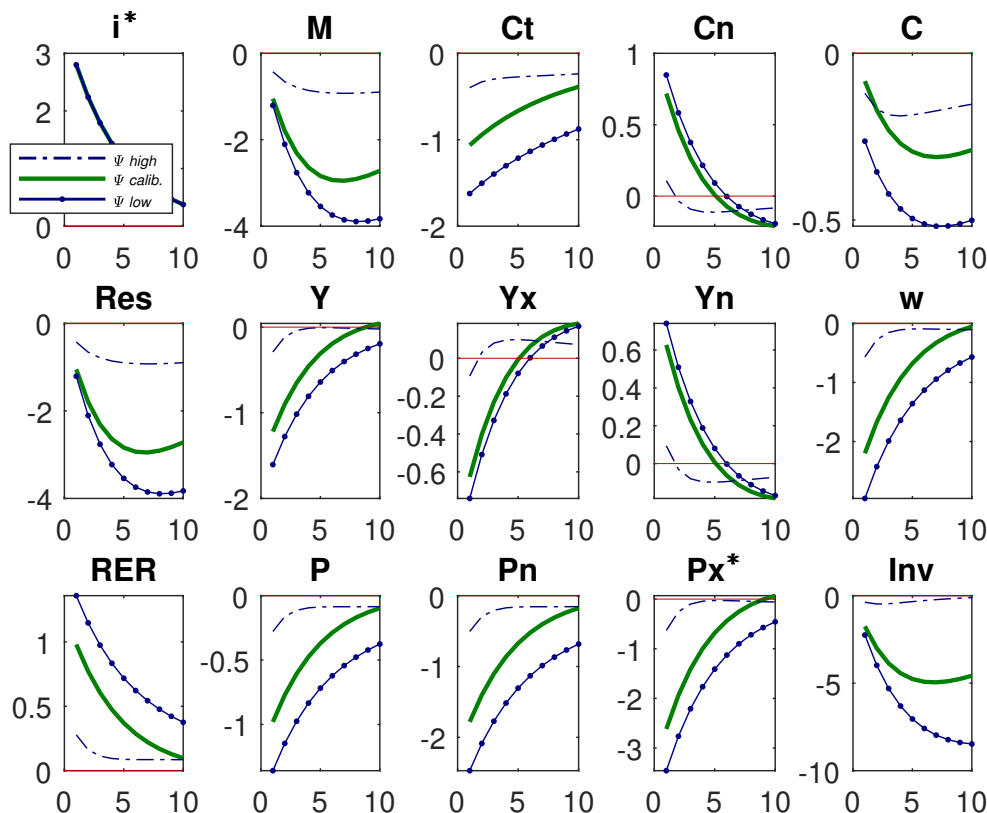 i* M Ct Cn C
3 0 0 1 0
2 -1 0.5
1 -2 -1 0
0 -4 -2 -0.5
Ψ high
Ψ calib.
Ψ low
0 5 10 0 5 10 0 5 10 0 5 10 0 5 10
Res Y Yx Yn w
0 0 0 0.6 0
-2 -1 -0.2 0.4 -1
-4 -2 -0.4 0.2 -2
-0.6 0
0 5 10 0 5 10 0 5 10 0 5 10 0 5 10
RER P Pn Px* Inv
1 0 0 0 0
0.5 -0.5 -1 -1 -5
0 -1 -2 -2 -10
-3
0 5 10 0 5 10 0 5 10 0 5 10 0 5 10